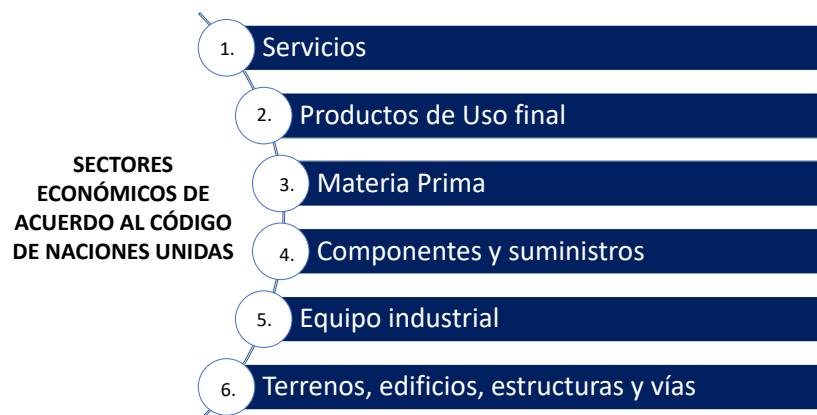 SECTORES
ECONÓMICOS DE
ACUERDO AL CÓDIGO
DE NACIONES UNIDAS
1. Servicios
2. Productos de Uso final
3. Materia Prima
4. Componentes y suministros
5. Equipo industrial
6. Terrenos, edificios, estructuras y vías